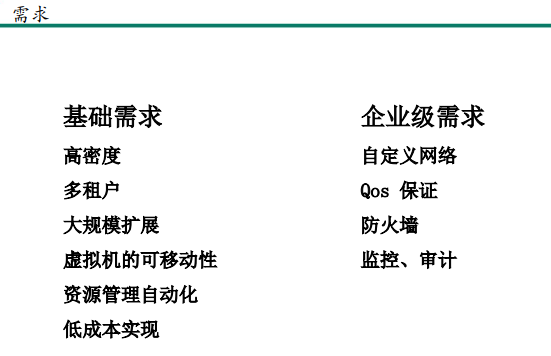 需求
基础需求
高密度
多租户
大规模扩展
虚拟机的可移动性
资源管理自动化
低成本实现
企业级需求
自定义网络
Qos 保证
防火墙
监控、审计